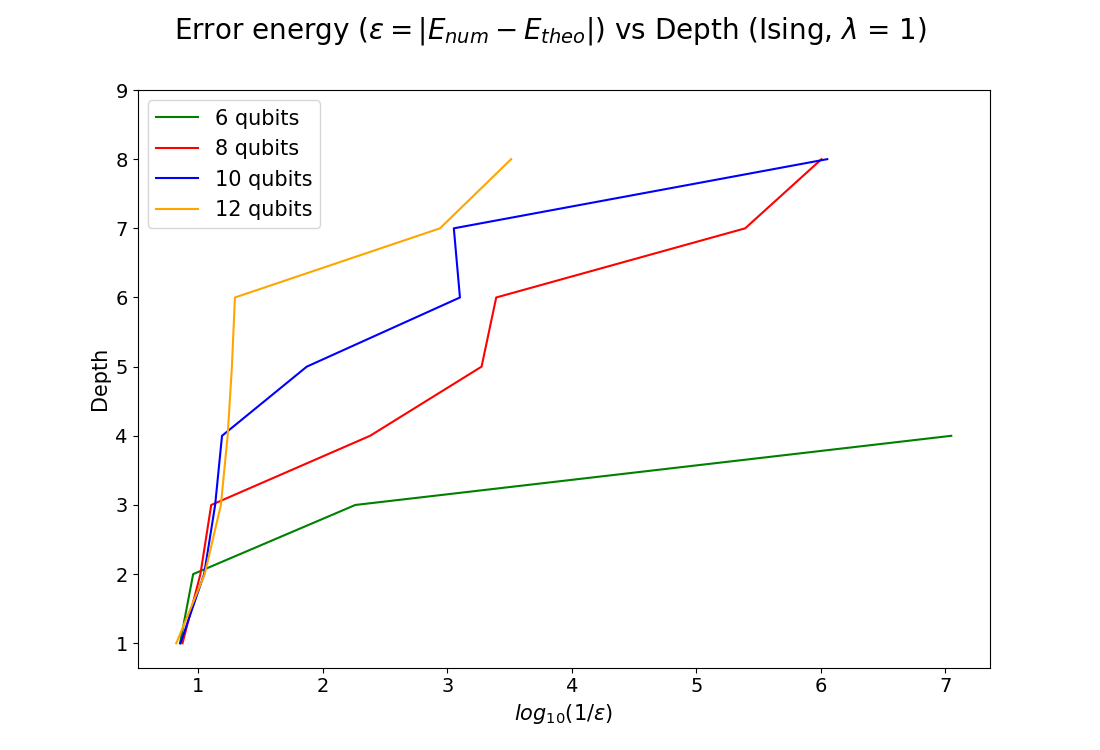 Error energy (ε = |E_num − E_theo|) vs Depth (Ising, λ = 1)
9
8
7
6
5
4
3
2
1
Depth
6 qubits
8 qubits
10 qubits
12 qubits
1 2 3 4 5 6 7
log₁₀(1/ε)